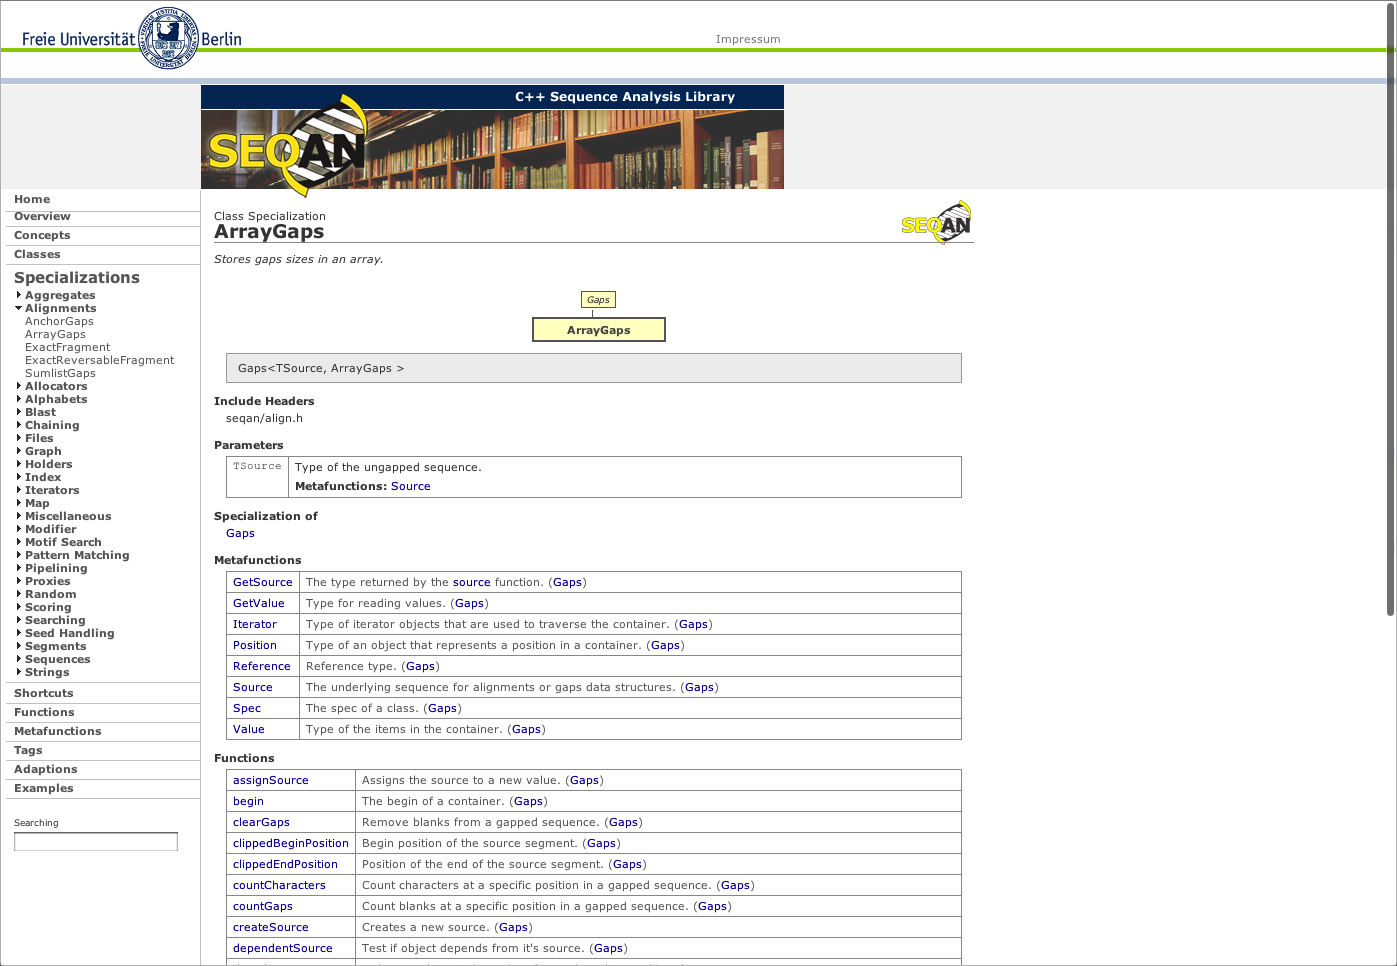 Freie Universität Berlin
Impressum
C++ Sequence Analysis Library
SEQAN
Home
Overview
Concepts
Classes
Specializations
Aggregates
Alignments
AnchorGaps
ArrayGaps
ExactFragment
ExactReversableFragment
SumlistGaps
Allocators
Alphabets
Blast
Chaining
Files
Graph
Holders
Index
Iterators
Map
Miscellaneous
Modifier
Motif Search
Pattern Matching
Pipelining
Proxies
Random
Scoring
Searching
Seed Handling
Segments
Sequences
Strings
Shortcuts
Functions
Metafunctions
Tags
Adaptions
Examples
Searching
Class Specialization
ArrayGaps
SEQAN
Stores gaps sizes in an array.
Gaps
ArrayGaps
Gaps<TSource, ArrayGaps >
Include Headers
seqan/align.h
Parameters
TSource Type of the ungapped sequence.
Metafunctions: Source
Specialization of
Gaps
Metafunctions
GetSource The type returned by the source function. (Gaps)
GetValue Type for reading values. (Gaps)
Iterator Type of iterator objects that are used to traverse the container. (Gaps)
Position Type of an object that represents a position in a container. (Gaps)
Reference Reference type. (Gaps)
Source The underlying sequence for alignments or gaps data structures. (Gaps)
Spec The spec of a class. (Gaps)
Value Type of the items in the container. (Gaps)
Functions
assignSource Assigns the source to a new value. (Gaps)
begin The begin of a container. (Gaps)
clearGaps Remove blanks from a gapped sequence. (Gaps)
clippedBeginPosition Begin position of the source segment. (Gaps)
clippedEndPosition Position of the end of the source segment. (Gaps)
countCharacters Count characters at a specific position in a gapped sequence. (Gaps)
countGaps Count blanks at a specific position in a gapped sequence. (Gaps)
createSource Creates a new source. (Gaps)
dependentSource Test if object depends from it's source. (Gaps)